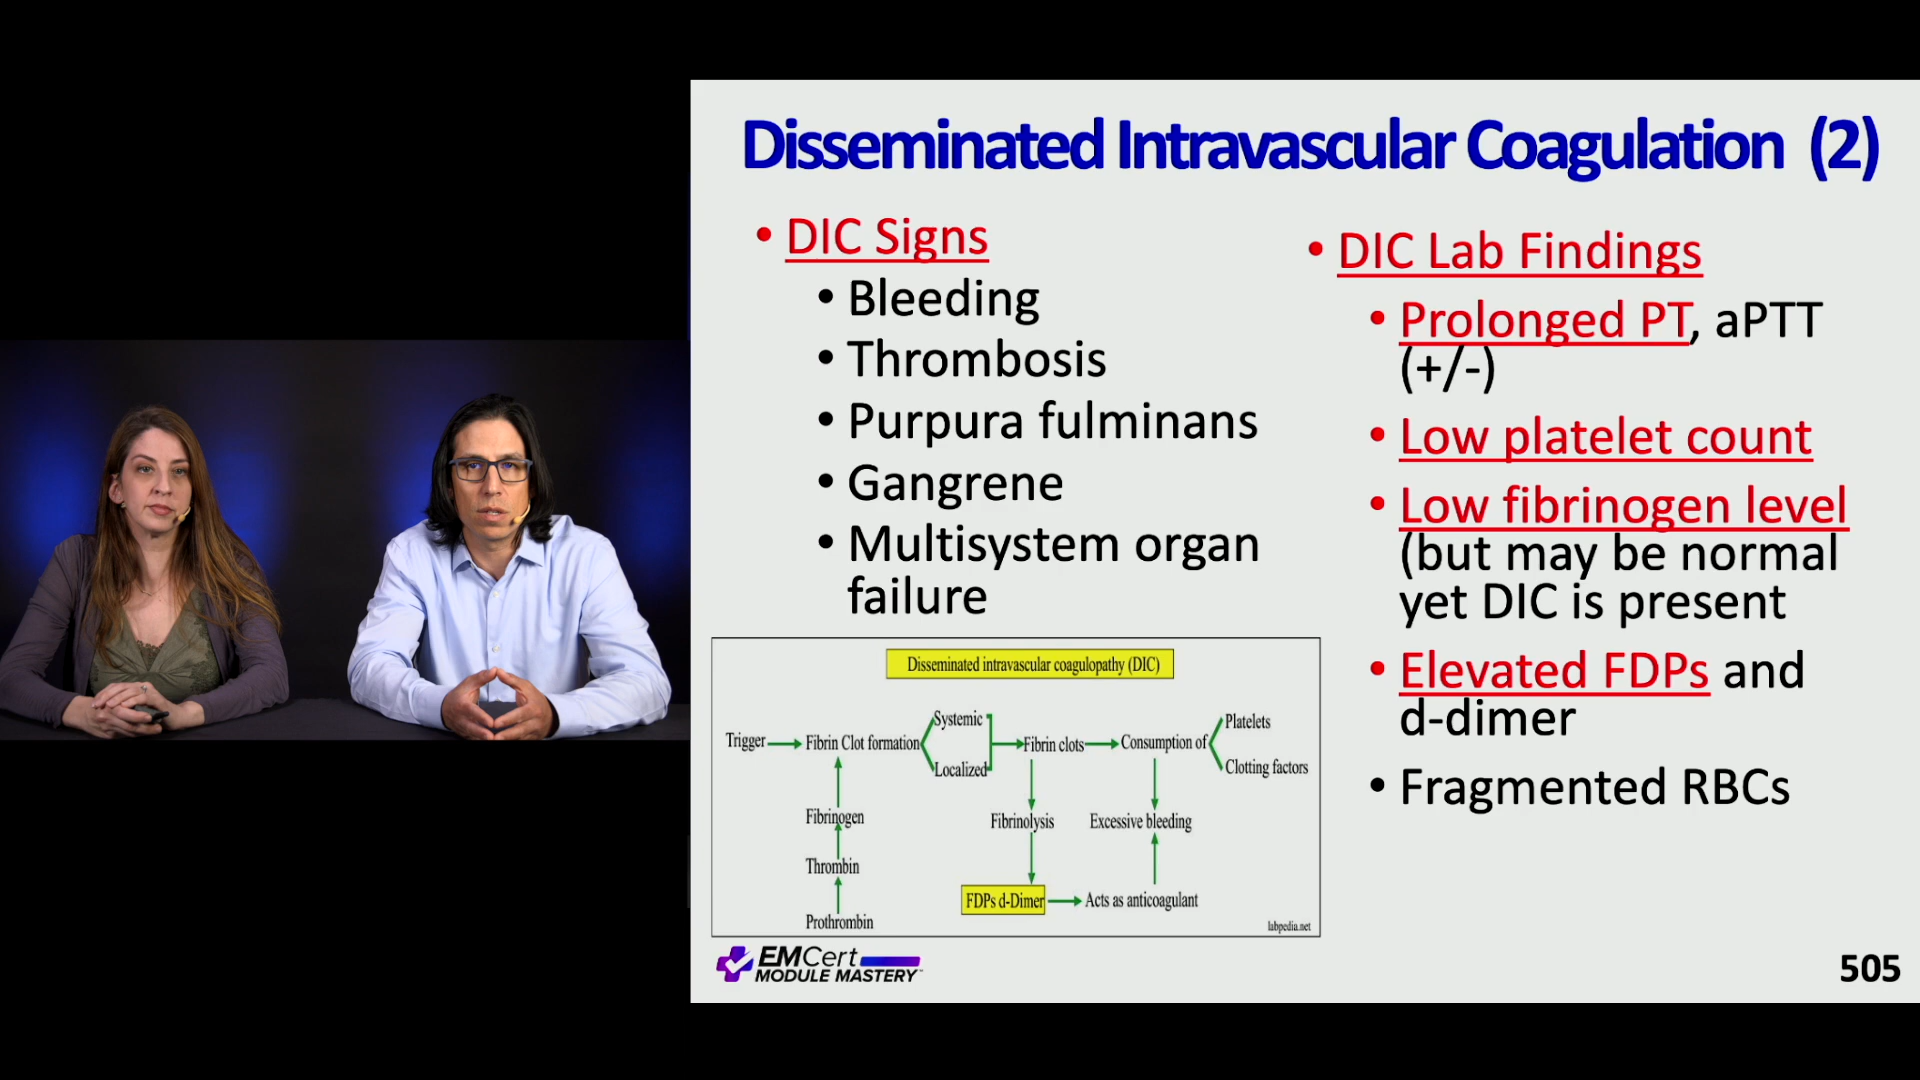 Disseminated Intravascular Coagulation (2)
• DIC Signs
• Bleeding
• Thrombosis
• Purpura fulminans
• Gangrene
• Multisystem organ
failure
• DIC Lab Findings
• Prolonged PT, aPTT
(+/-)
• Low platelet count
• Low fibrinogen level
(but may be normal
yet DIC is present
• Elevated FDPs and
d-dimer
• Fragmented RBCs
Disseminated intravascular coagulopathy (DIC)
Systemic
Platelets
Trigger
Fibrin Clot formation
Fibrin clots
Consumption of
Localized
Clotting factors
Fibrinogen
Fibrinolysis
Excessive bleeding
Thrombin
FDPs d-Dimer
Acts as anticoagulant
Prothrombin
labpedia.net
EMCert
MODULE MASTERY™
505